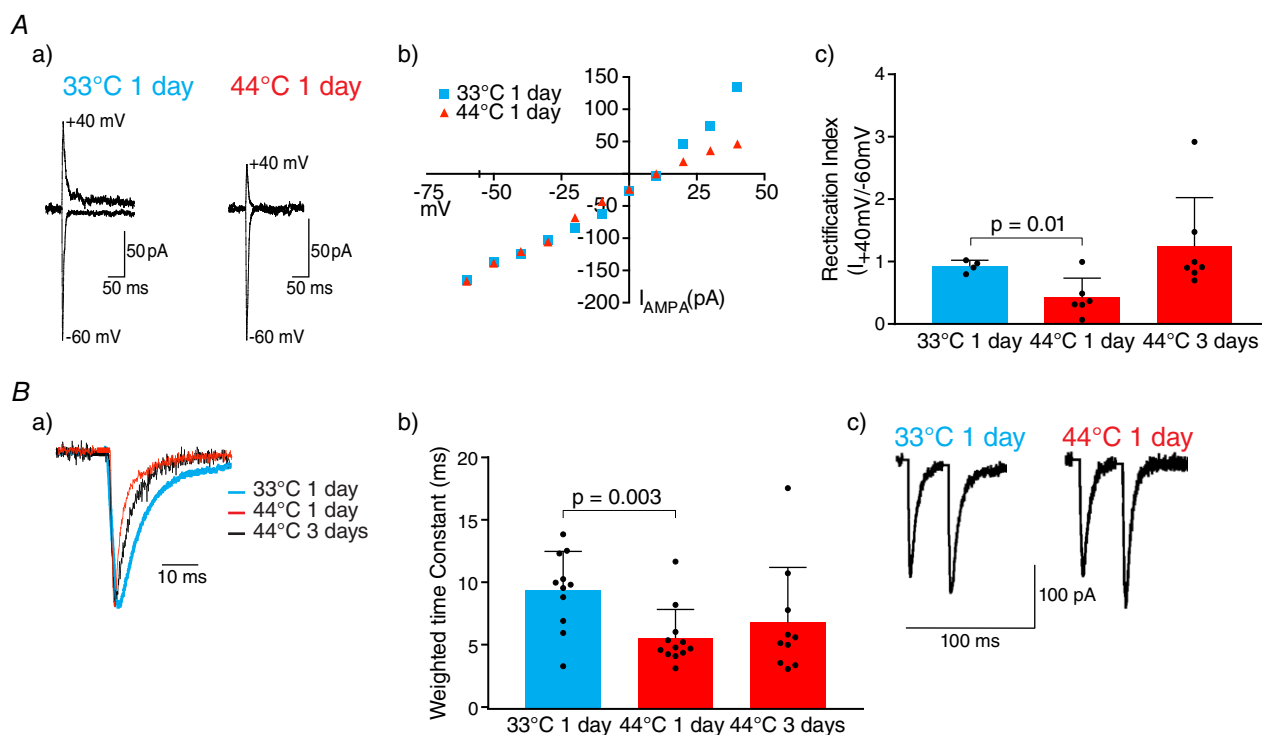 A
a)
33°C 1 day
44°C 1 day
+40 mV
+40 mV
50 pA
50 ms
50 pA
50 ms
-60 mV
-60 mV
b)
33°C 1 day
44°C 1 day
150
100
50
-75
-50
-25
25
50
mV
-50
-100
-150
-200
I_AMPA(pA)
c)
Rectification Index
(I+40mV/-60mV
4
3
2
1
0
p = 0.01
33°C 1 day
44°C 1 day
44°C 3 days
B
a)
33°C 1 day
44°C 1 day
44°C 3 days
10 ms
b)
Weighted time Constant (ms)
20
15
10
5
0
p = 0.003
33°C 1 day
44°C 1 day
44°C 3 days
c)
33°C 1 day
44°C 1 day
100 pA
100 ms